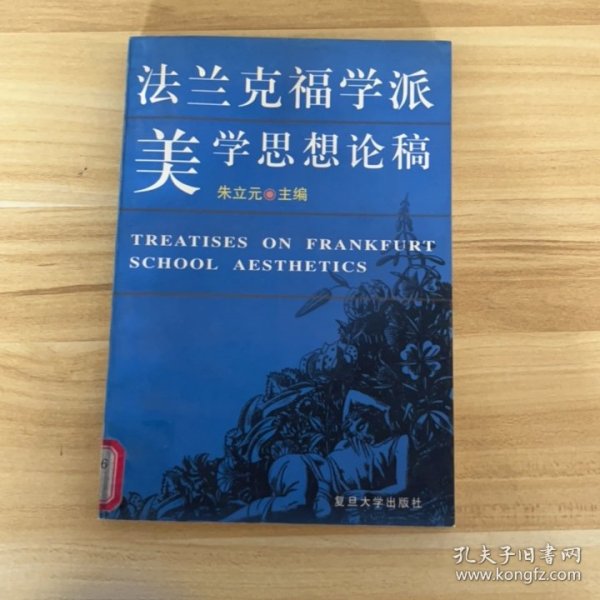 法兰克福学派
美学思想论稿
朱立元 主编
TREATISES ON FRANKFURT
SCHOOL AESTHETICS
6
复旦大学出版社
孔夫子旧书网
www.kongfz.com